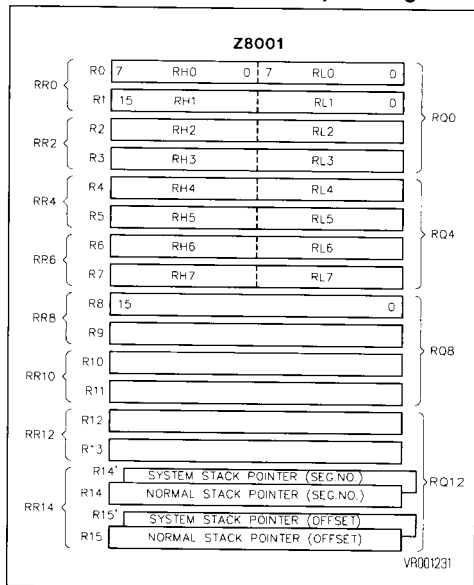 Z8001
RR0 R0 7 RH0 0 7 RL0 0 RQ0
R1 15 RH1 RL1 0
RR2 R2 RH2 RL2
R3 RH3 RL3
RR4 R4 RH4 RL4 RQ4
R5 RH5 RL5
RR6 R6 RH6 RL6
R7 RH7 RL7
RR8 R8 15 0 RQ8
R9
RR10 R10
R11
RR12 R12 RQ12
R*3
RR14 R14' SYSTEM STACK POINTER (SEG.NO.)
R14 NORMAL STACK POINTER (SEG.NO.)
R15' SYSTEM STACK POINTER (OFFSET)
R15 NORMAL STACK POINTER (OFFSET)
VR001231